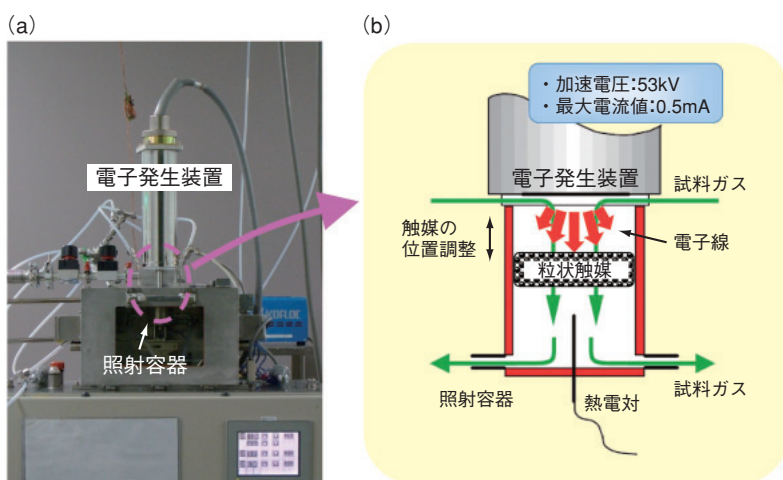 (a)
電子発生装置
照射容器
KOFLOC
(b)
・加速電圧:53kV
・最大電流値:0.5mA
電子発生装置
試料ガス
触媒の
位置調整
電子線
粒状触媒
照射容器
熱電対
試料ガス